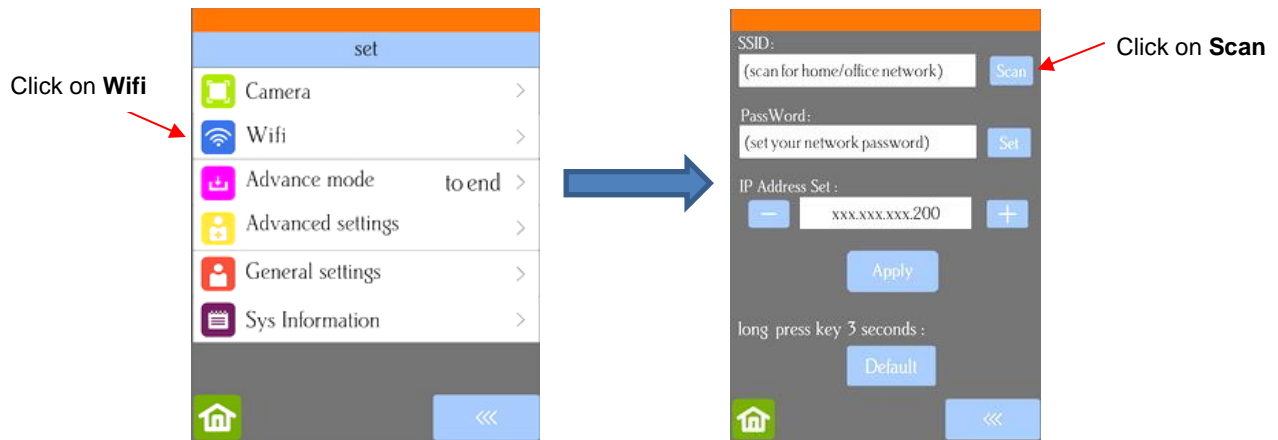 Click on Wifi
set
Camera
Wifi
Advance mode to end
Advanced settings
General settings
Sys Information
SSID:
(scan for home/office network) Scan
PassWord:
(set your network password) Set
IP Address Set :
xxx.xxx.xxx.200
Apply
long press key 3 seconds :
Default
Click on Scan